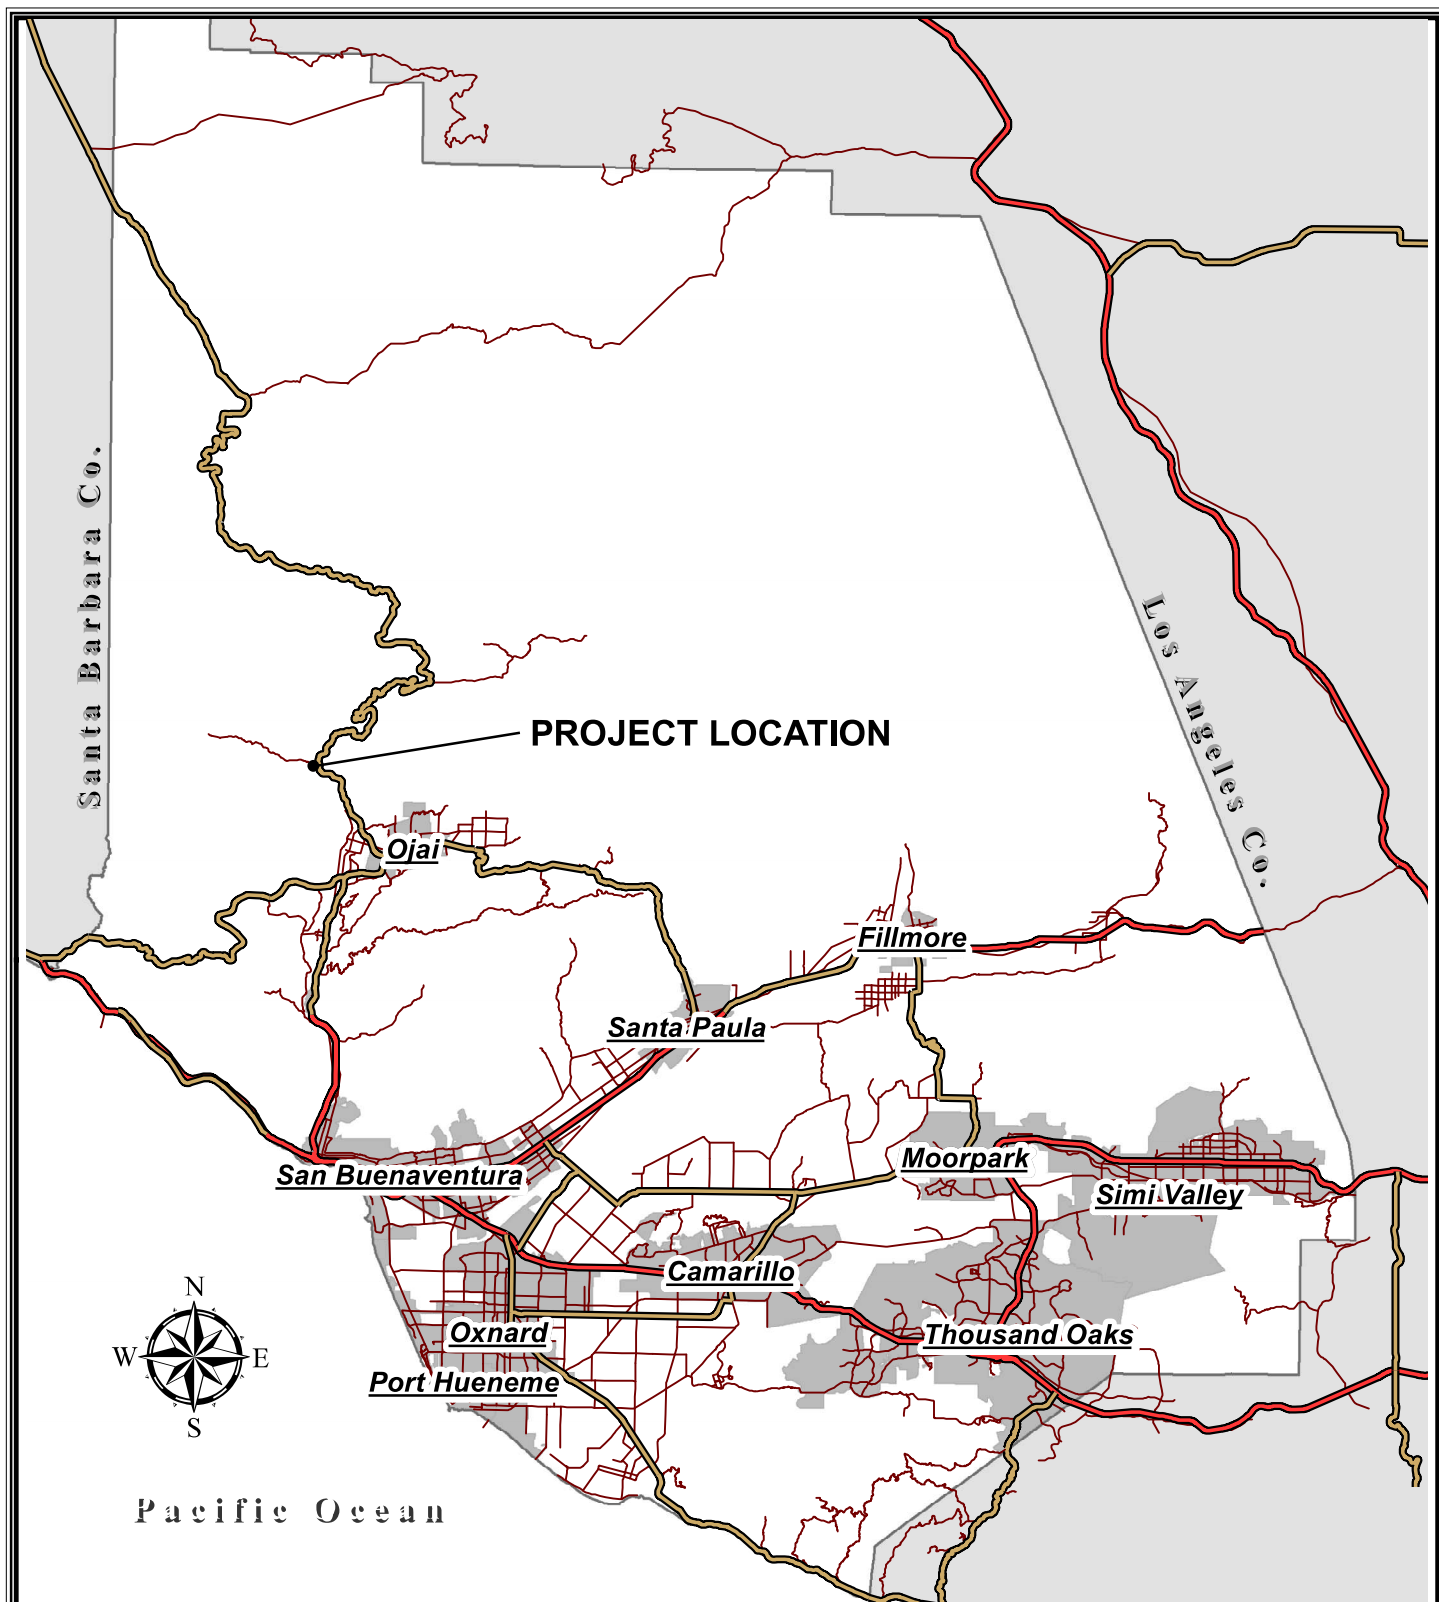 Santa Barbara Co.
Los Angeles Co.
PROJECT LOCATION
Ojai
Fillmore
Santa Paula
Moorpark
San Buenaventura
Simi Valley
Camarillo
Oxnard
Thousand Oaks
Port Hueneme
N
W
E
S
Pacific Ocean